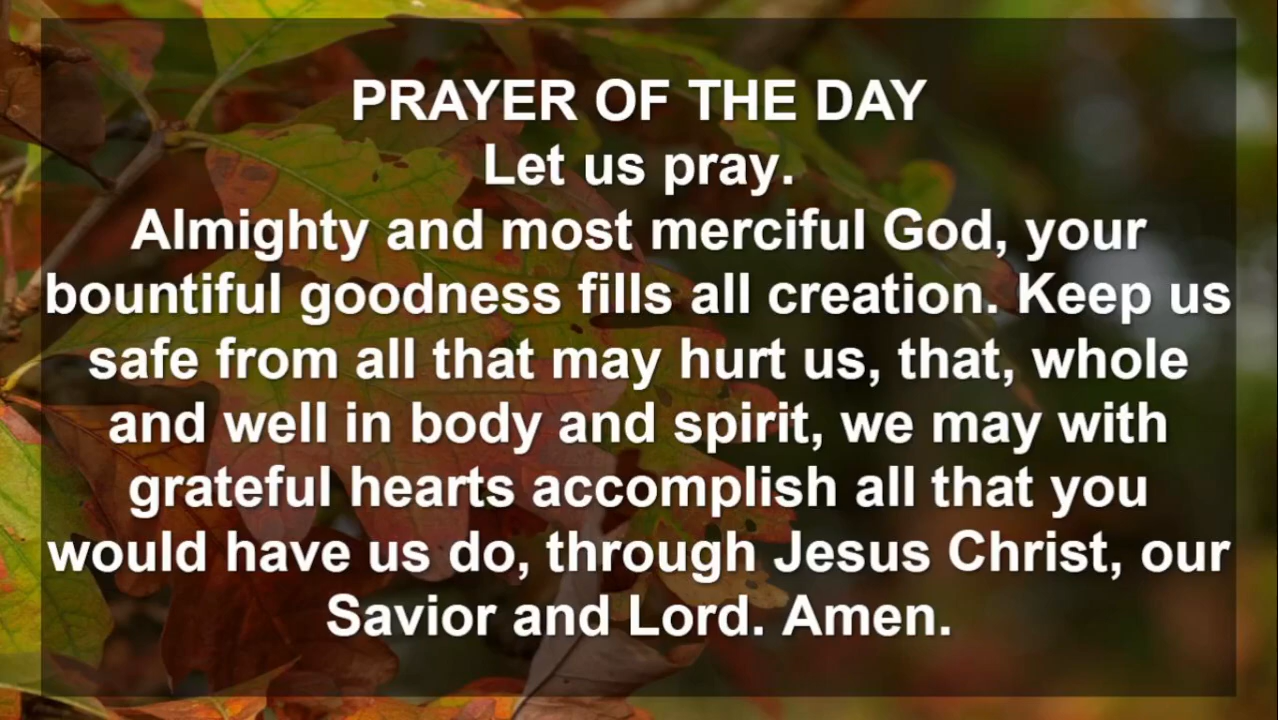 PRAYER OF THE DAY
Let us pray.
Almighty and most merciful God, your
bountiful goodness fills all creation. Keep us
safe from all that may hurt us, that, whole
and well in body and spirit, we may with
grateful hearts accomplish all that you
would have us do, through Jesus Christ, our
Savior and Lord. Amen.